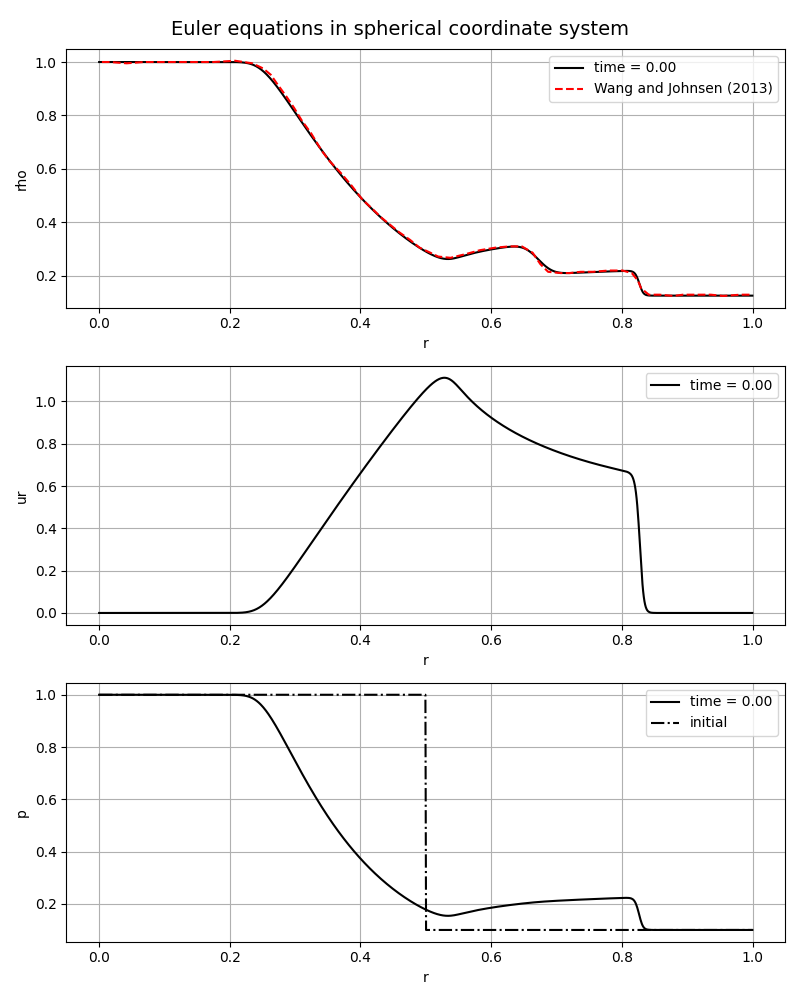 Euler equations in spherical coordinate system
1.0
0.8
0.6
0.4
0.2
rho
time = 0.00
Wang and Johnsen (2013)
0.0 0.2 0.4 0.6 0.8 1.0
r
1.0
0.8
0.6
0.4
0.2
0.0
ur
time = 0.00
0.0 0.2 0.4 0.6 0.8 1.0
r
1.0
0.8
0.6
0.4
0.2
p
time = 0.00
initial
0.0 0.2 0.4 0.6 0.8 1.0
r